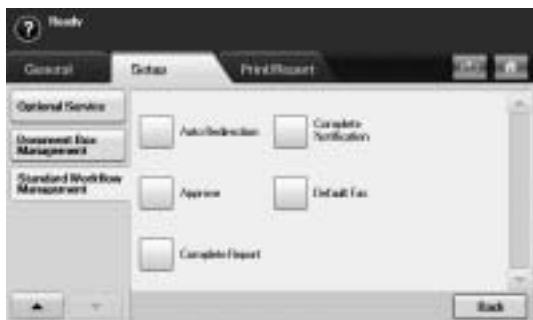 ?
Ready
General
Setup
Print/Report
Optional Service
Document Box
Management
Standard Workflow
Management
Auto Redirection
Complete
Notification
Approve
Default Fax
Complete Report
Back